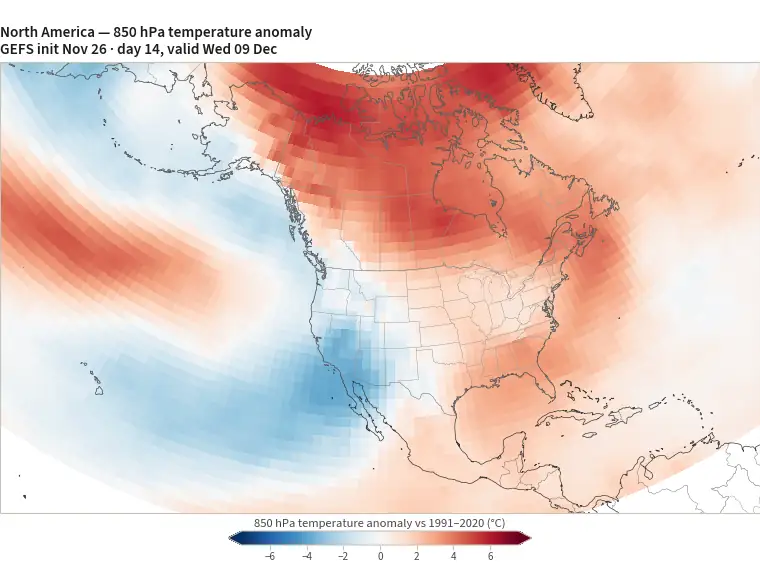 North America — 850 hPa temperature anomaly
GEFS init Nov 26 · day 14, valid Wed 09 Dec
850 hPa temperature anomaly vs 1991–2020 (°C)
−6 −4 −2 0 2 4 6